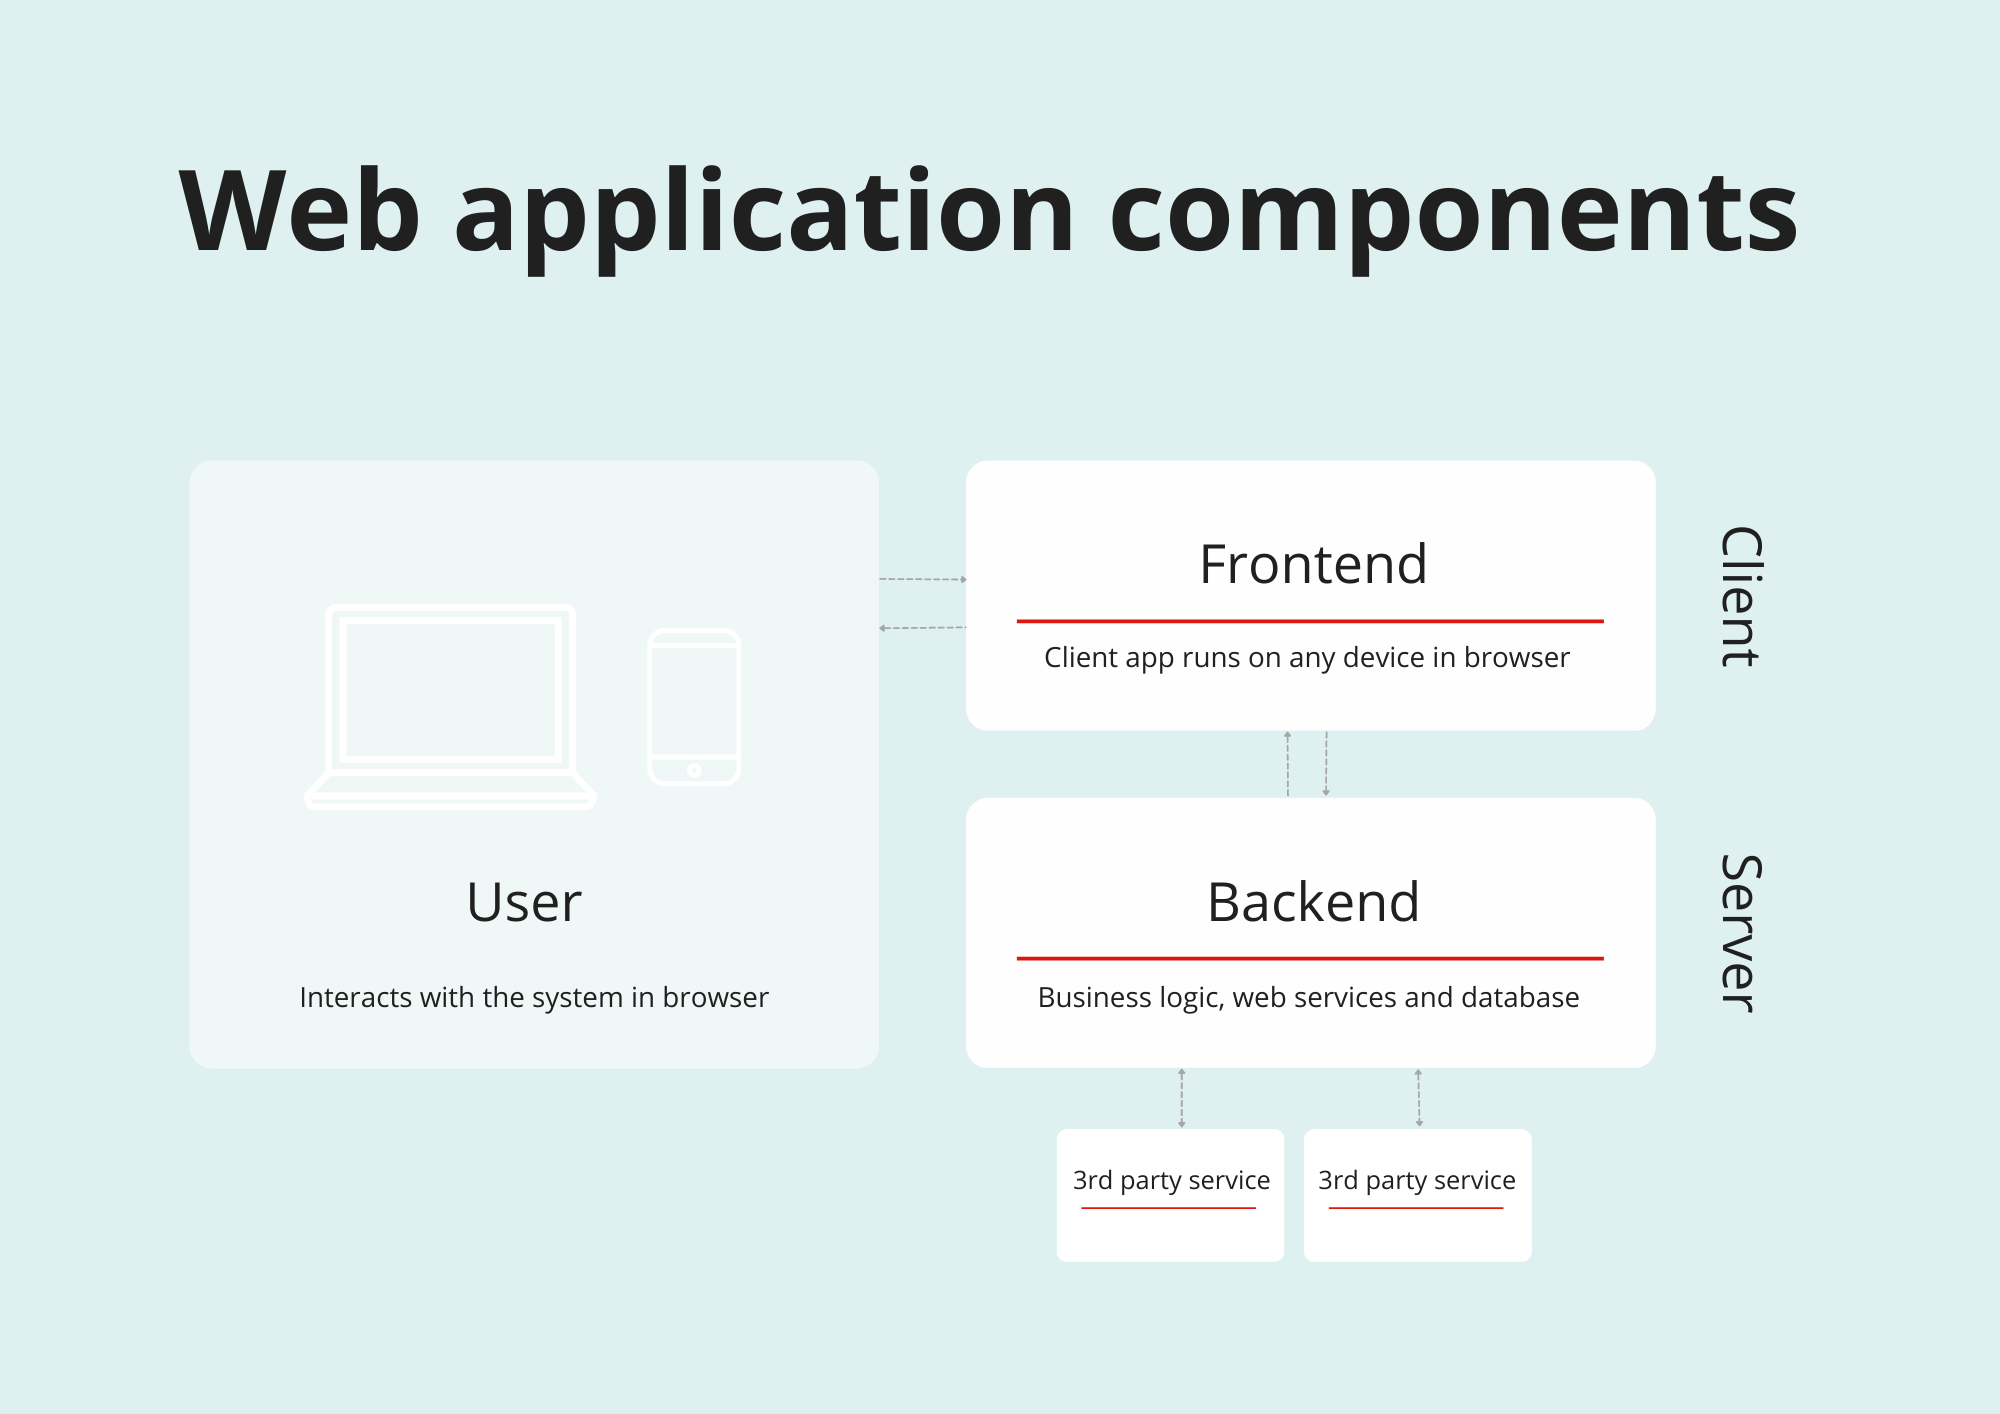 Web application components
User
Interacts with the system in browser
Frontend
Client app runs on any device in browser
Client
Backend
Business logic, web services and database
Server
3rd party service
3rd party service